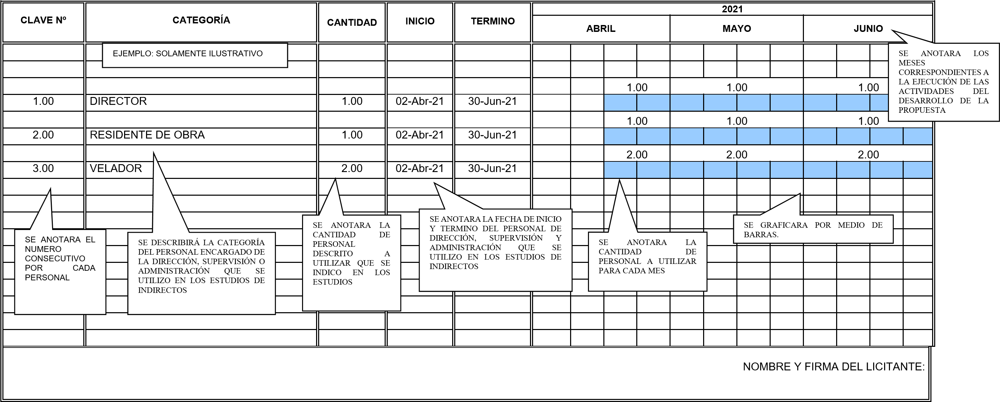 CLAVE Nº CATEGORÍA CANTIDAD INICIO TERMINO 2021
ABRIL MAYO JUNIO
EJEMPLO: SOLAMENTE ILUSTRATIVO
SE ANOTARA LOS
MESES
CORRESPONDIENTES A
LA EJECUCIÓN DE LAS
ACTIVIDADES DEL
DESARROLLO DE LA
PROPUESTA
1.00 1.00 1.00
1.00 DIRECTOR 1.00 02-Abr-21 30-Jun-21
1.00 1.00 1.00
2.00 RESIDENTE DE OBRA 1.00 02-Abr-21 30-Jun-21
2.00 2.00 2.00
3.00 VELADOR 2.00 02-Abr-21 30-Jun-21
SE ANOTARA EL
NUMERO
CONSECUTIVO
POR CADA
PERSONAL
SE DESCRIBIRÁ LA CATEGORÍA
DEL PERSONAL ENCARGADO DE
LA DIRECCIÓN, SUPERVISIÓN O
ADMINISTRACIÓN QUE SE
UTILIZO EN LOS ESTUDIOS DE
INDIRECTOS
SE ANOTARA LA
CANTIDAD DE
PERSONAL
DESCRITO A
UTILIZAR QUE SE
INDICO EN LOS
ESTUDIOS
SE ANOTARA LA FECHA DE INICIO
Y TERMINO DEL PERSONAL DE
DIRECCIÓN, SUPERVISIÓN Y
ADMINISTRACIÓN QUE SE
UTILIZO EN LOS ESTUDIOS DE
INDIRECTOS
SE ANOTARA LA
CANTIDAD DE
PERSONAL A UTILIZAR
PARA CADA MES
SE GRAFICARA POR MEDIO DE
BARRAS.
NOMBRE Y FIRMA DEL LICITANTE: